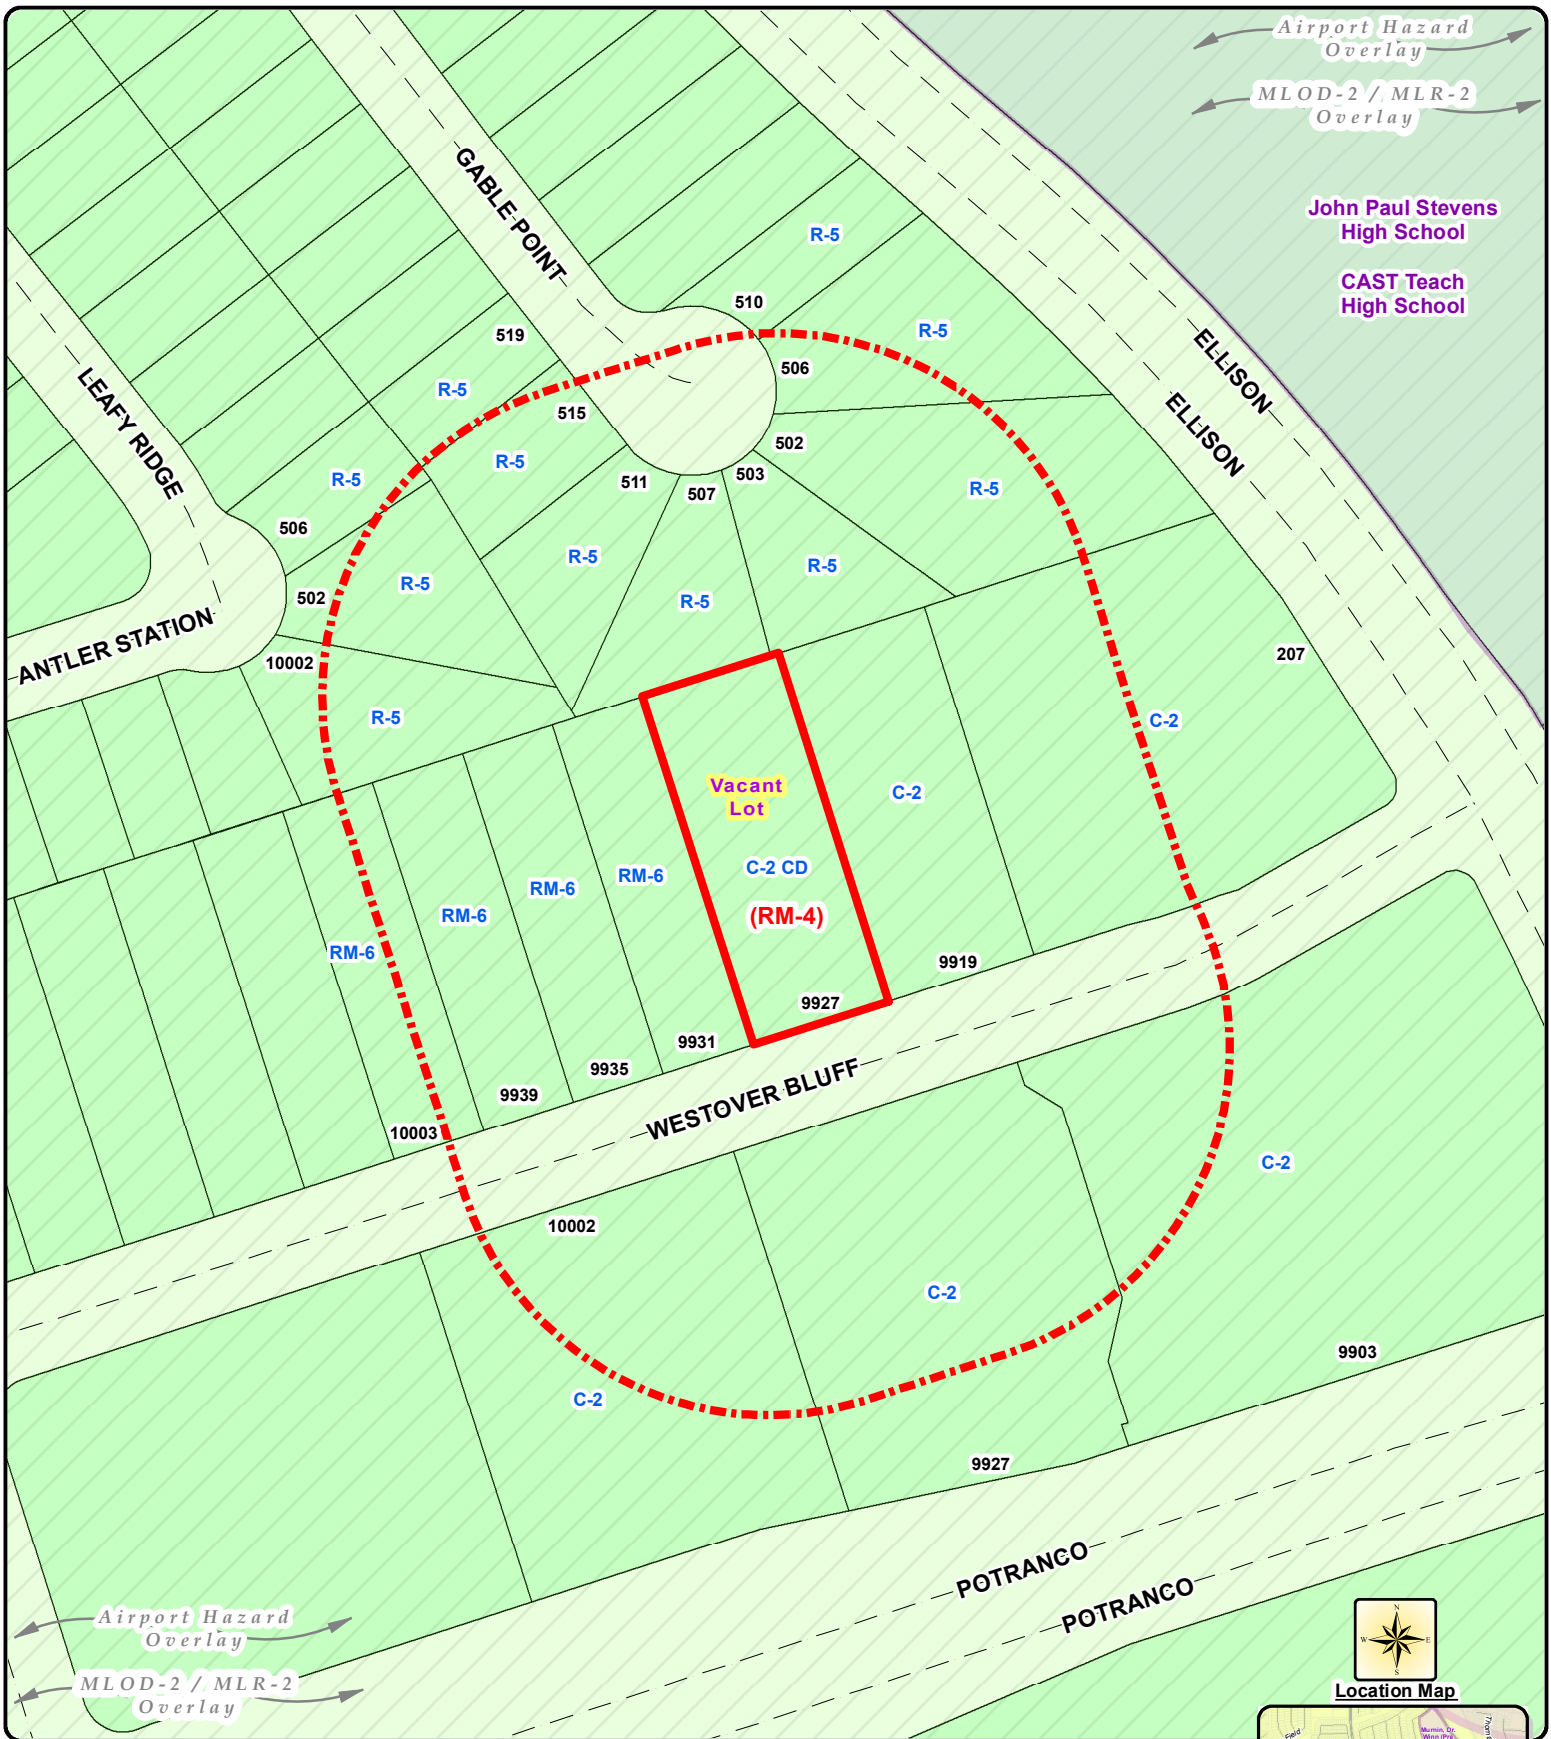 Airport Hazard
Overlay
MLOD-2 / MLR-2
Overlay
John Paul Stevens
High School
CAST Teach
High School
GABLE POINT
R-5
510
519
R-5
ELLISON
506
LEAFY RIDGE
R-5
515
ELLISON
502
R-5
503
511
R-5
507
R-5
506
R-5
R-5
R-5
502
R-5
ANTLER STATION
207
10002
R-5
C-2
Vacant
Lot
C-2
C-2 CD
RM-6
RM-6
RM-6
(RM-4)
RM-6
9919
9927
9931
9935
9939
WESTOVER BLUFF
10003
C-2
10002
C-2
9903
C-2
9927
POTRANCO
POTRANCO
Airport Hazard
Overlay
MLOD-2 / MLR-2
Overlay
N
W
E
S
Location Map
Field
Murnin, Dr.